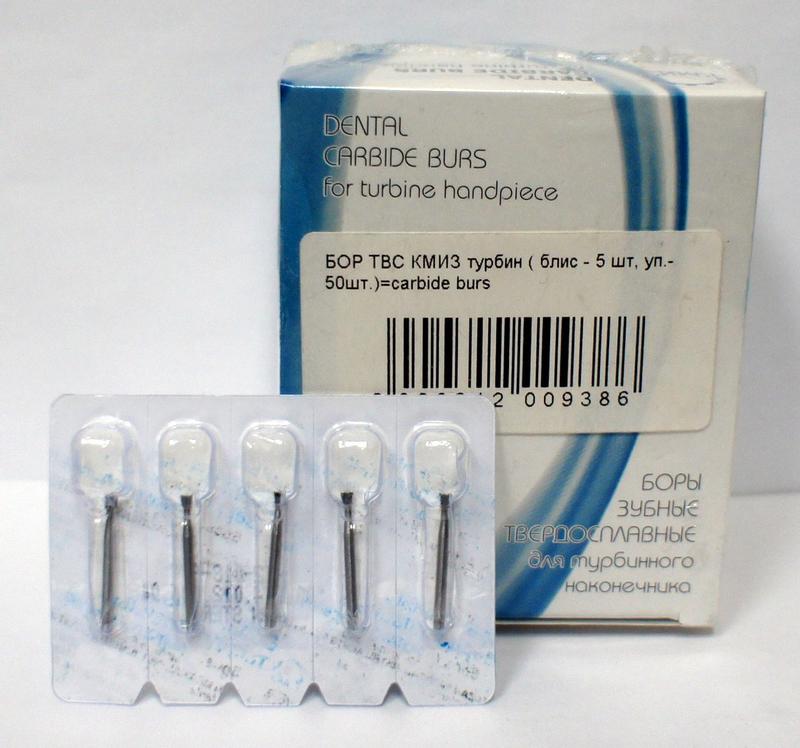 DENTAL
CARBIDE BURS
for turbine handpiece
БОР ТВС КМИЗ турбин ( блис - 5 шт, уп.-
50шт.)=carbide burs
2 009386
БОРЫ
ЗУБНЫЕ
ТВЕРДОСПЛАВНЫЕ
для турбинного
наконечника